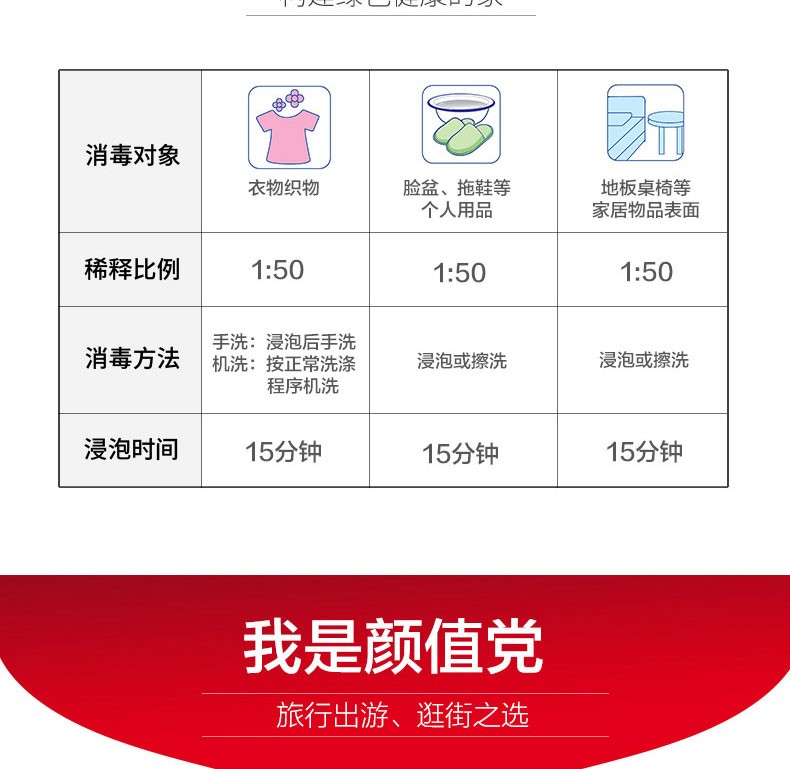 消毒对象
衣物织物
脸盆、拖鞋等
个人用品
地板桌椅等
家居物品表面
稀释比例
1:50
1:50
1:50
消毒方法
手洗：浸泡后手洗
机洗：按正常洗涤
程序机洗
浸泡或擦洗
浸泡或擦洗
浸泡时间
15分钟
15分钟
15分钟
我是颜值党
旅行出游、逛街之选